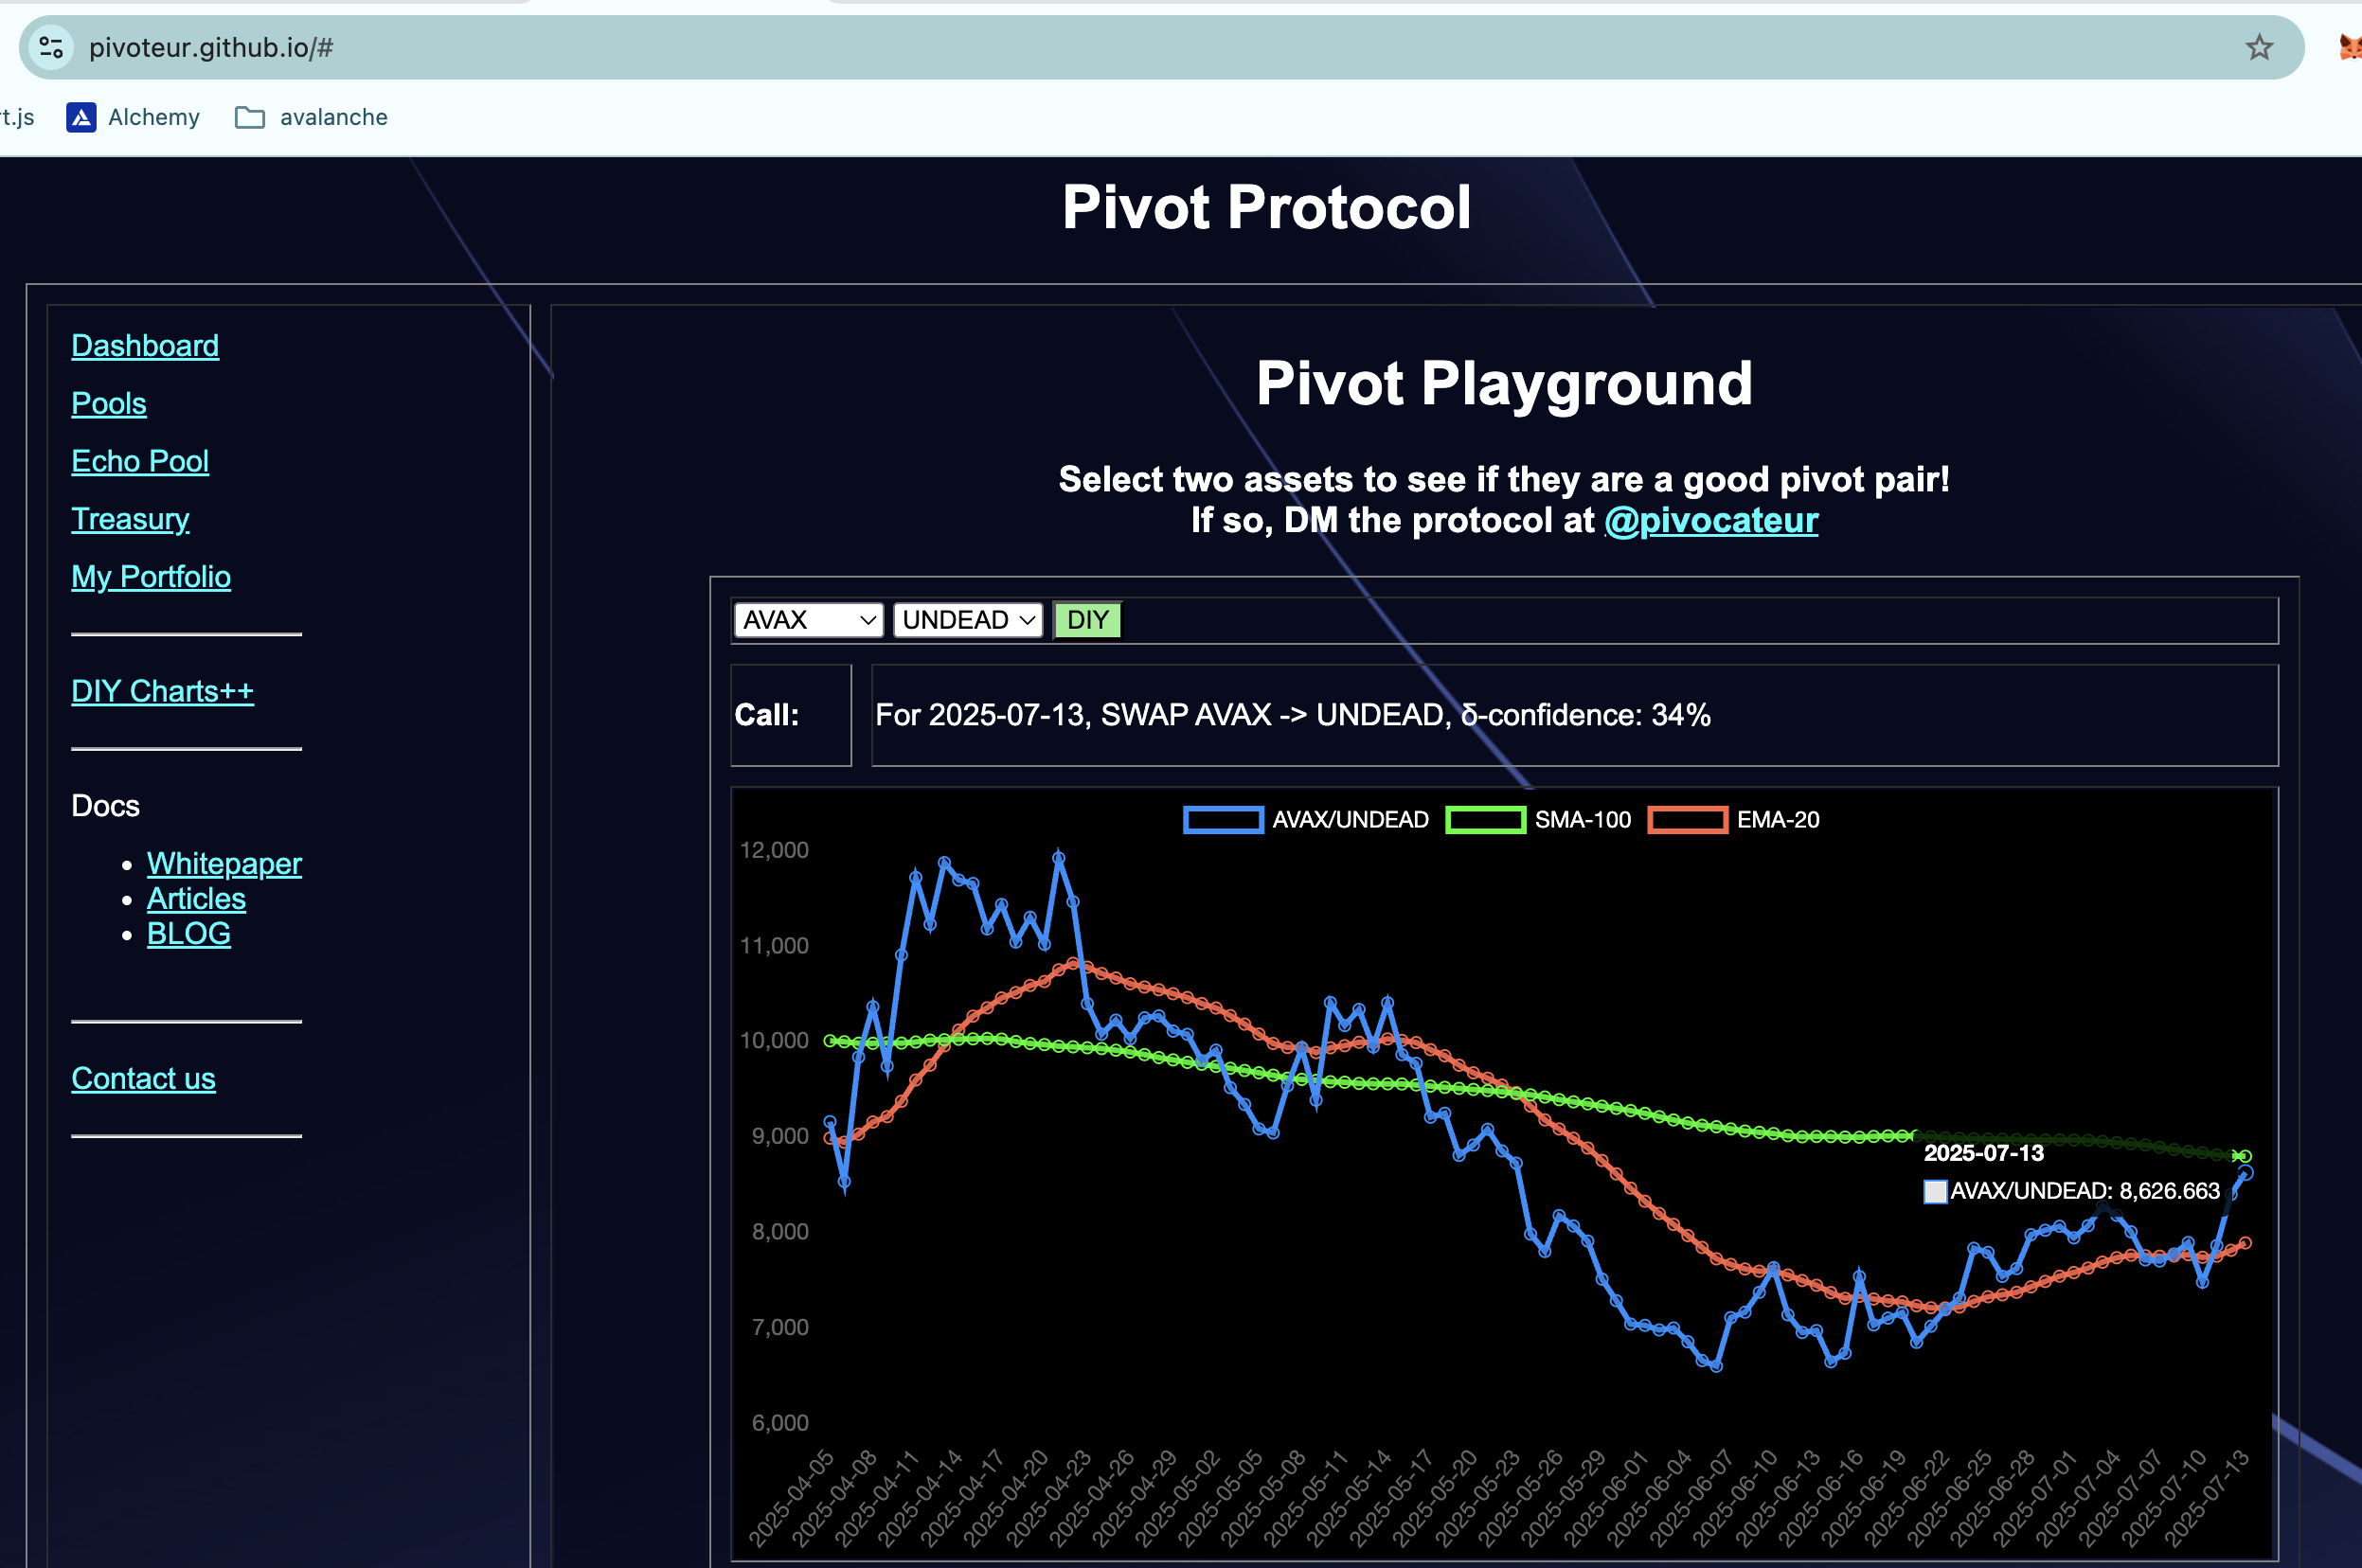 pivoteur.github.io/#
rt.js Alchemy avalanche
Pivot Protocol
Dashboard
Pools
Echo Pool
Treasury
My Portfolio
DIY Charts++
Docs
Whitepaper
Articles
BLOG
Contact us
Pivot Playground
Select two assets to see if they are a good pivot pair!
If so, DM the protocol at @pivocateur
AVAX UNDEAD DIY
Call: For 2025-07-13, SWAP AVAX -> UNDEAD, δ-confidence: 34%
AVAX/UNDEAD SMA-100 EMA-20
12,000
11,000
10,000
9,000
8,000
7,000
6,000
2025-07-13
AVAX/UNDEAD: 8,626.663
2025-04-05
2025-04-08
2025-04-11
2025-04-14
2025-04-17
2025-04-20
2025-04-23
2025-04-26
2025-04-29
2025-05-02
2025-05-05
2025-05-08
2025-05-11
2025-05-14
2025-05-17
2025-05-20
2025-05-23
2025-05-26
2025-05-29
2025-06-01
2025-06-04
2025-06-07
2025-06-10
2025-06-13
2025-06-16
2025-06-19
2025-06-22
2025-06-25
2025-06-28
2025-07-01
2025-07-04
2025-07-07
2025-07-10
2025-07-13